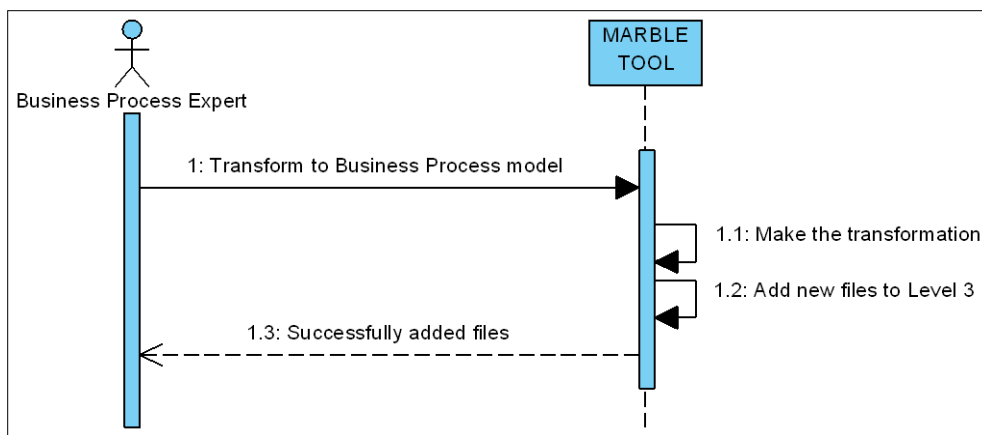 MARBLE
TOOL
Business Process Expert
1: Transform to Business Process model
1.1: Make the transformation
1.2: Add new files to Level 3
1.3: Successfully added files